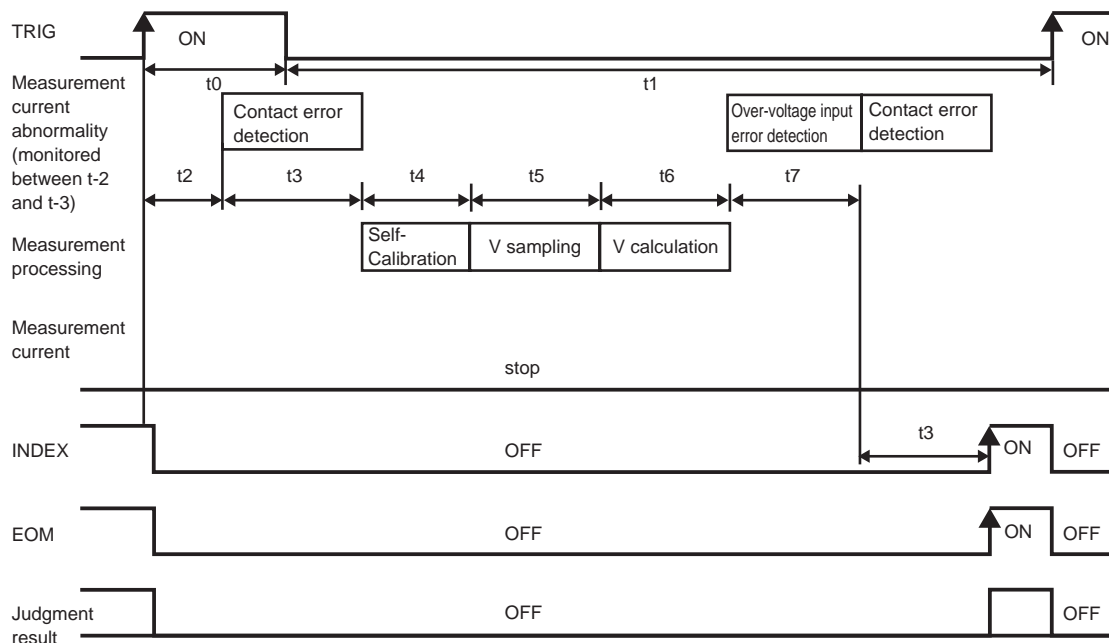 TRIG
ON
ON
t0
t1
Measurement
current
abnormality
(monitored
between t-2
and t-3)
Contact error
detection
Over-voltage input
error detection
Contact error
detection
t2
t3
t4
t5
t6
t7
Measurement
processing
Self-
Calibration
V sampling
V calculation
Measurement
current
stop
t3
INDEX
OFF
ON
OFF
EOM
OFF
ON
OFF
Judgment
result
OFF
OFF